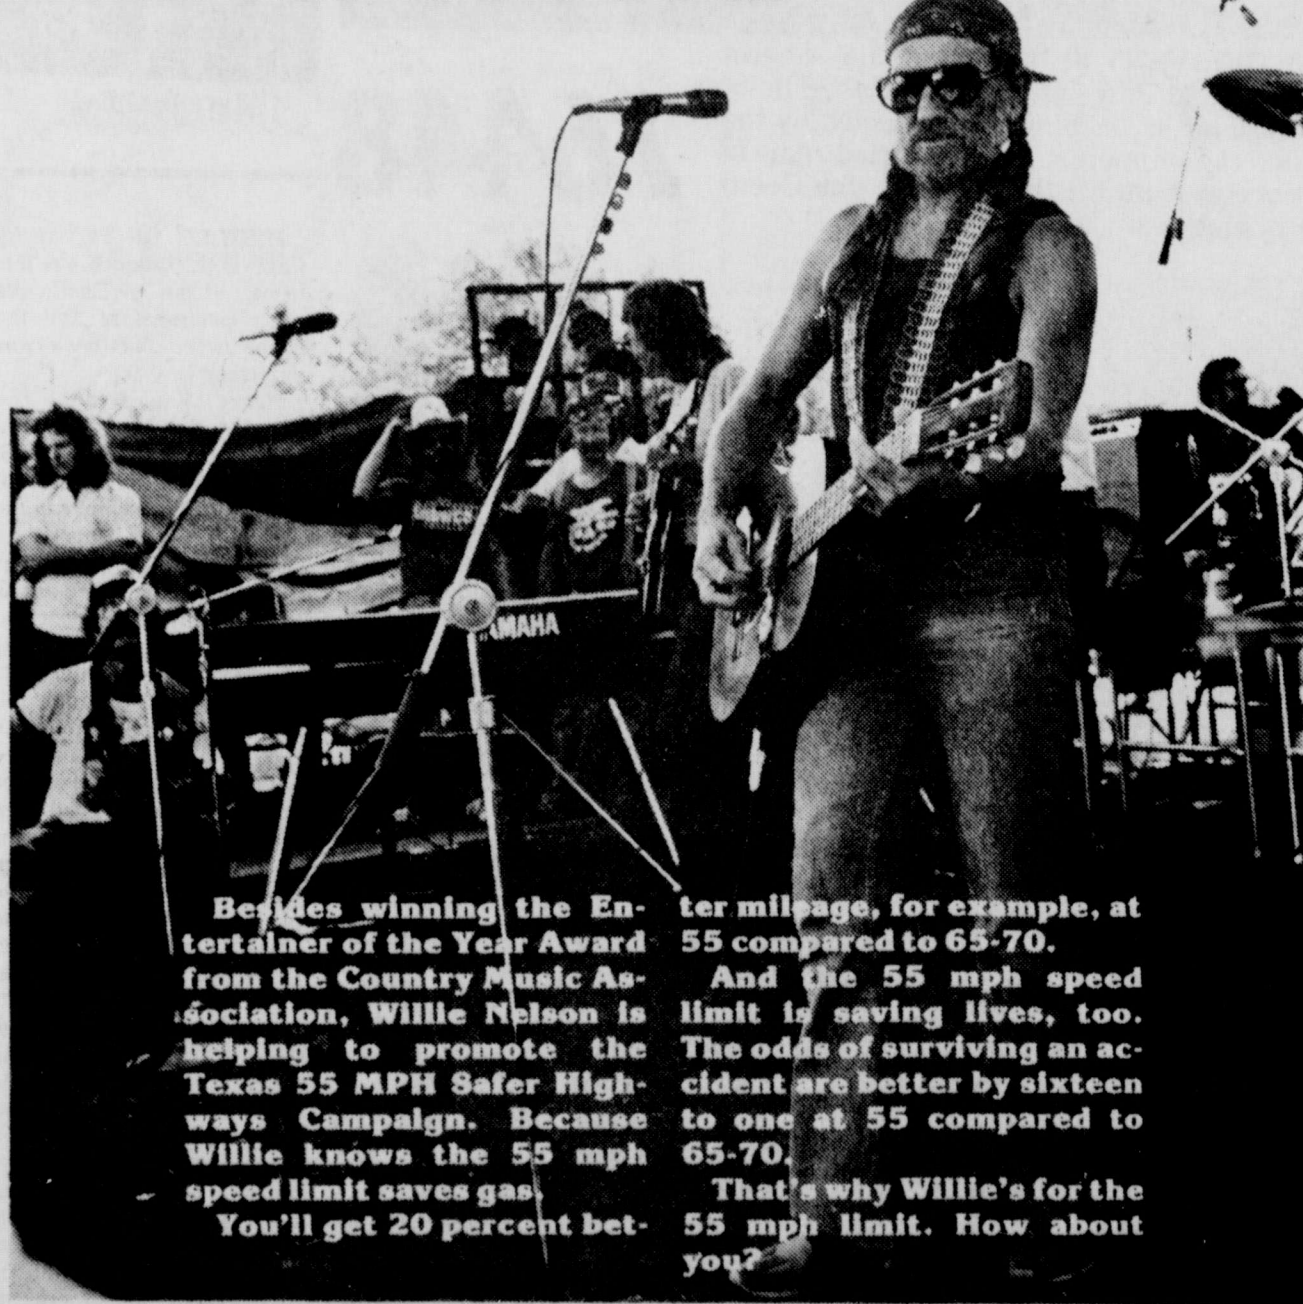 YAMAHA
Besides winning the En-
tertainer of the Year Award
from the Country Music As-
sociation, Willie Nelson is
helping to promote the
Texas 55 MPH Safer High-
ways Campaign. Because
Willie knows the 55 mph
speed limit saves gas.
You'll get 20 percent bet-
ter mileage, for example, at
55 compared to 65-70.
And the 55 mph speed
limit is saving lives, too.
The odds of surviving an ac-
cident are better by sixteen
to one at 55 compared to
65-70.
That's why Willie's for the
55 mph limit. How about
you?